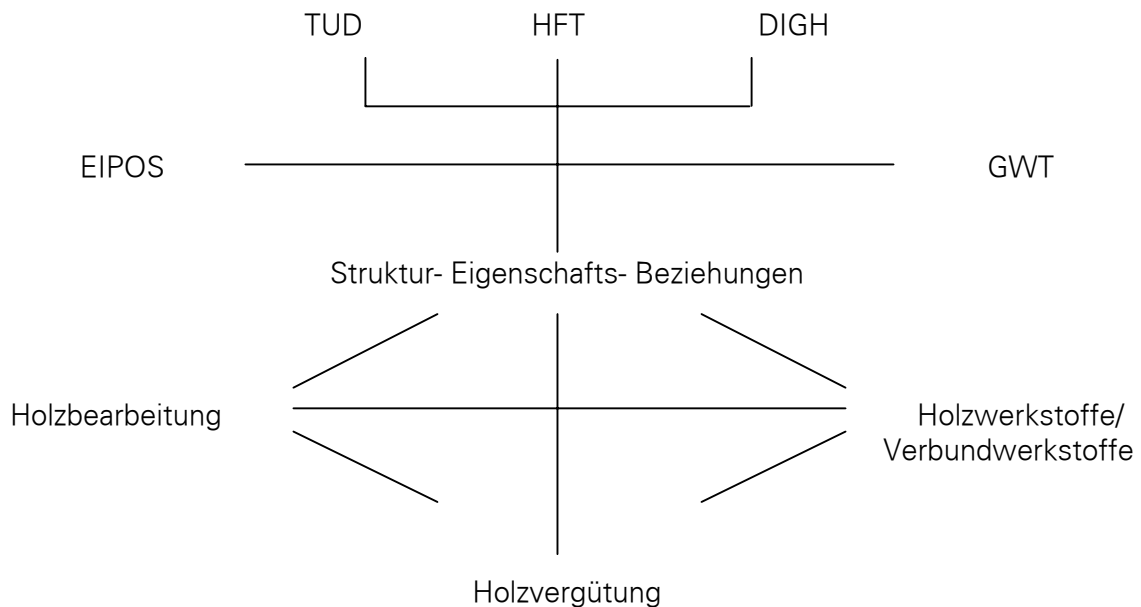 TUD HFT DIGH
EIPOS GWT
Struktur- Eigenschafts- Beziehungen
Holzbearbeitung Holzwerkstoffe/
Verbundwerkstoffe
Holzvergütung